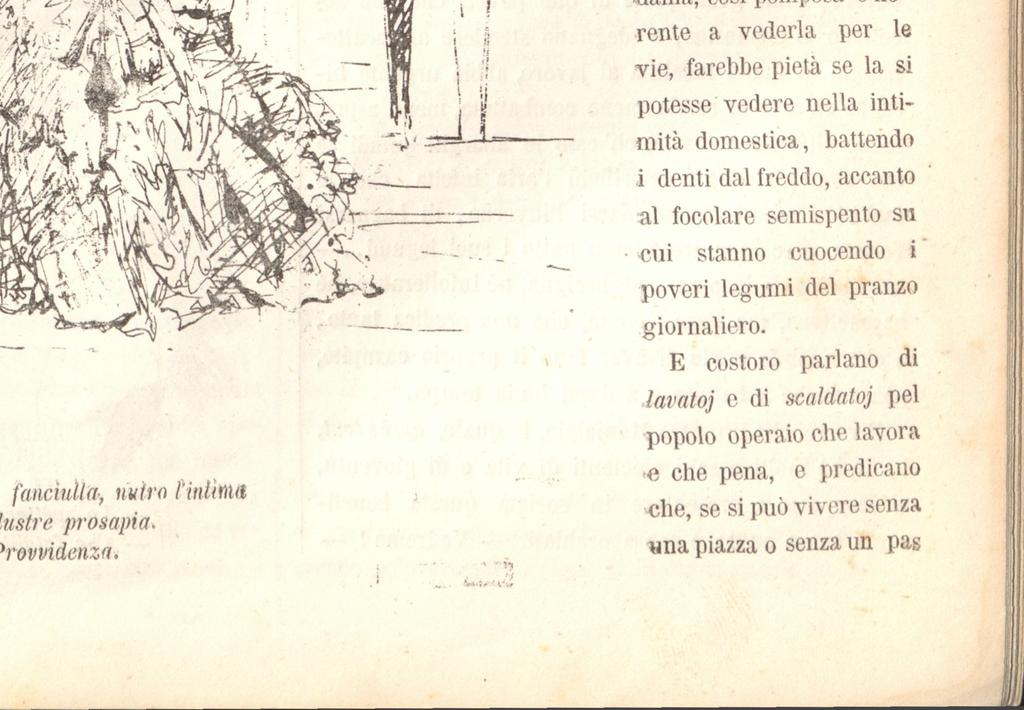 rente a vederla per le
vie, farebbe pietà se la si
potesse vedere nella inti-
mità domestica, battendo
i denti dal freddo, accanto
al focolare semispento su
cui stanno cuocendo i
poveri legumi del pranzo
giornaliero.
E costoro parlano di
lavatoj e di scaldatoj pel
popolo operaio che lavora
e che pena, e predicano
che, se si può vivere senza
una piazza o senza un pas
fanciulla, nutro l'intima
lustre prosapia.
Provvidenza.